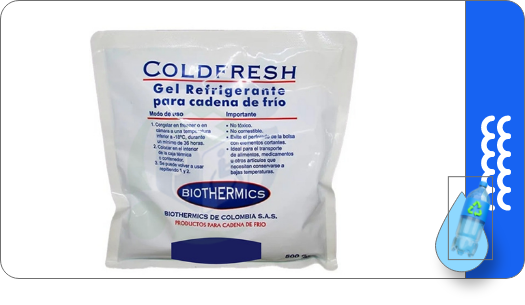 COLDFRESH
Gel Refrigerante
para cadena de frío
Modo de uso
1. Congelar en freezer o en
cámara a una temperatura
inferior a -18°C, durante
un mínimo de 36 horas.
2. Colocar en el interior
de la caja térmica
o contenedor.
3. Se puede volver a usar
repitiendo 1 y 2.
Importante
• No tóxico.
• No comestible.
• Evite el perforado de la bolsa
con elementos cortantes.
• Ideal para el transporte
de alimentos, medicamentos
u otros artículos que
necesiten conservarse a
bajas temperaturas.
BIOTHERMICS
BIOTHERMICS DE COLOMBIA S.A.S.
PRODUCTOS PARA CADENA DE FRIO